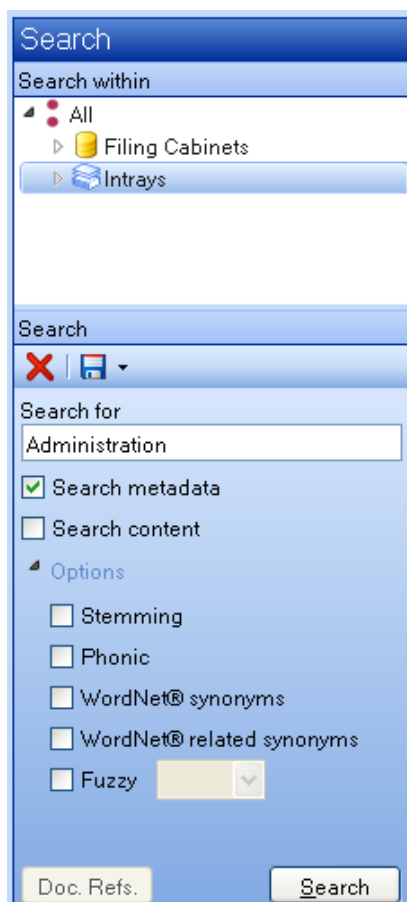 Search
Search within
All
Filing Cabinets
Intrays
Search
Search for
Administration
Search metadata
Search content
Options
Stemming
Phonic
WordNet® synonyms
WordNet® related synonyms
Fuzzy
Doc. Refs. Search